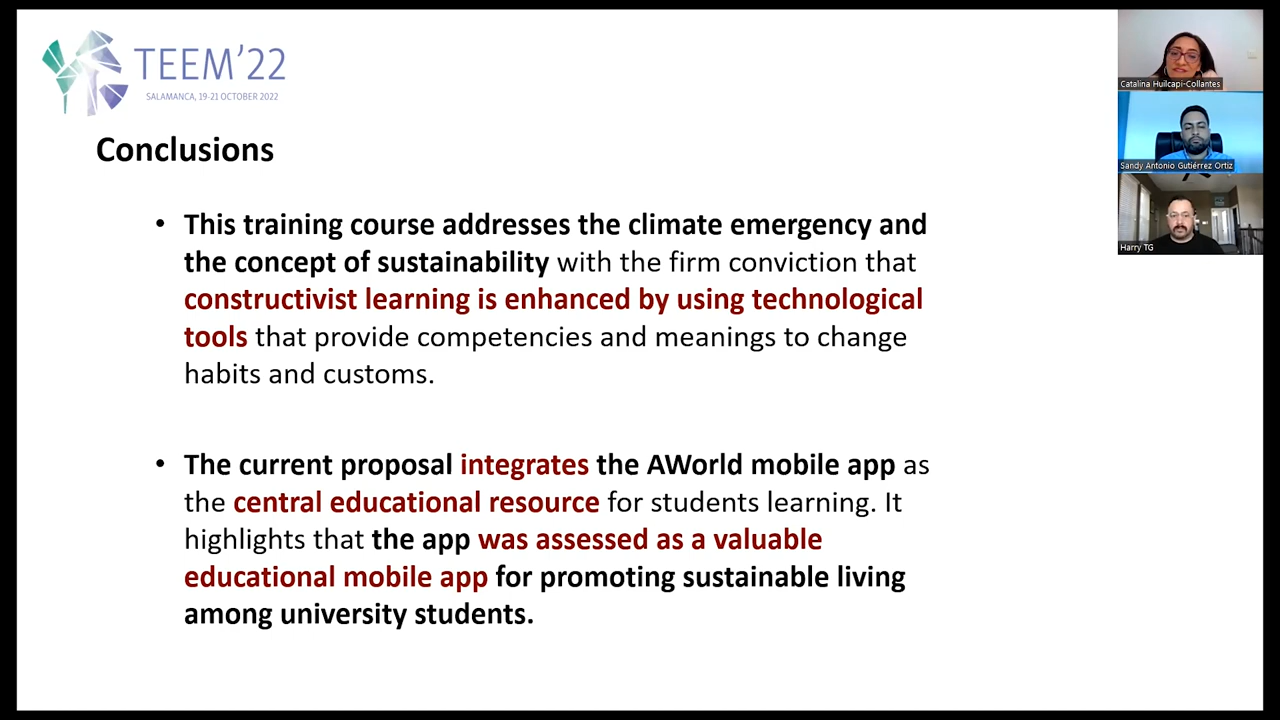 TEEM'22
SALAMANCA, 19-21 OCTOBER 2022
Conclusions
• This training course addresses the climate emergency and
the concept of sustainability with the firm conviction that
constructivist learning is enhanced by using technological
tools that provide competencies and meanings to change
habits and customs.
• The current proposal integrates the AWorld mobile app as
the central educational resource for students learning. It
highlights that the app was assessed as a valuable
educational mobile app for promoting sustainable living
among university students.
Catalina Huilcapi-Collantes
Sandy Antonio Gutiérrez Ortiz
Harry TG